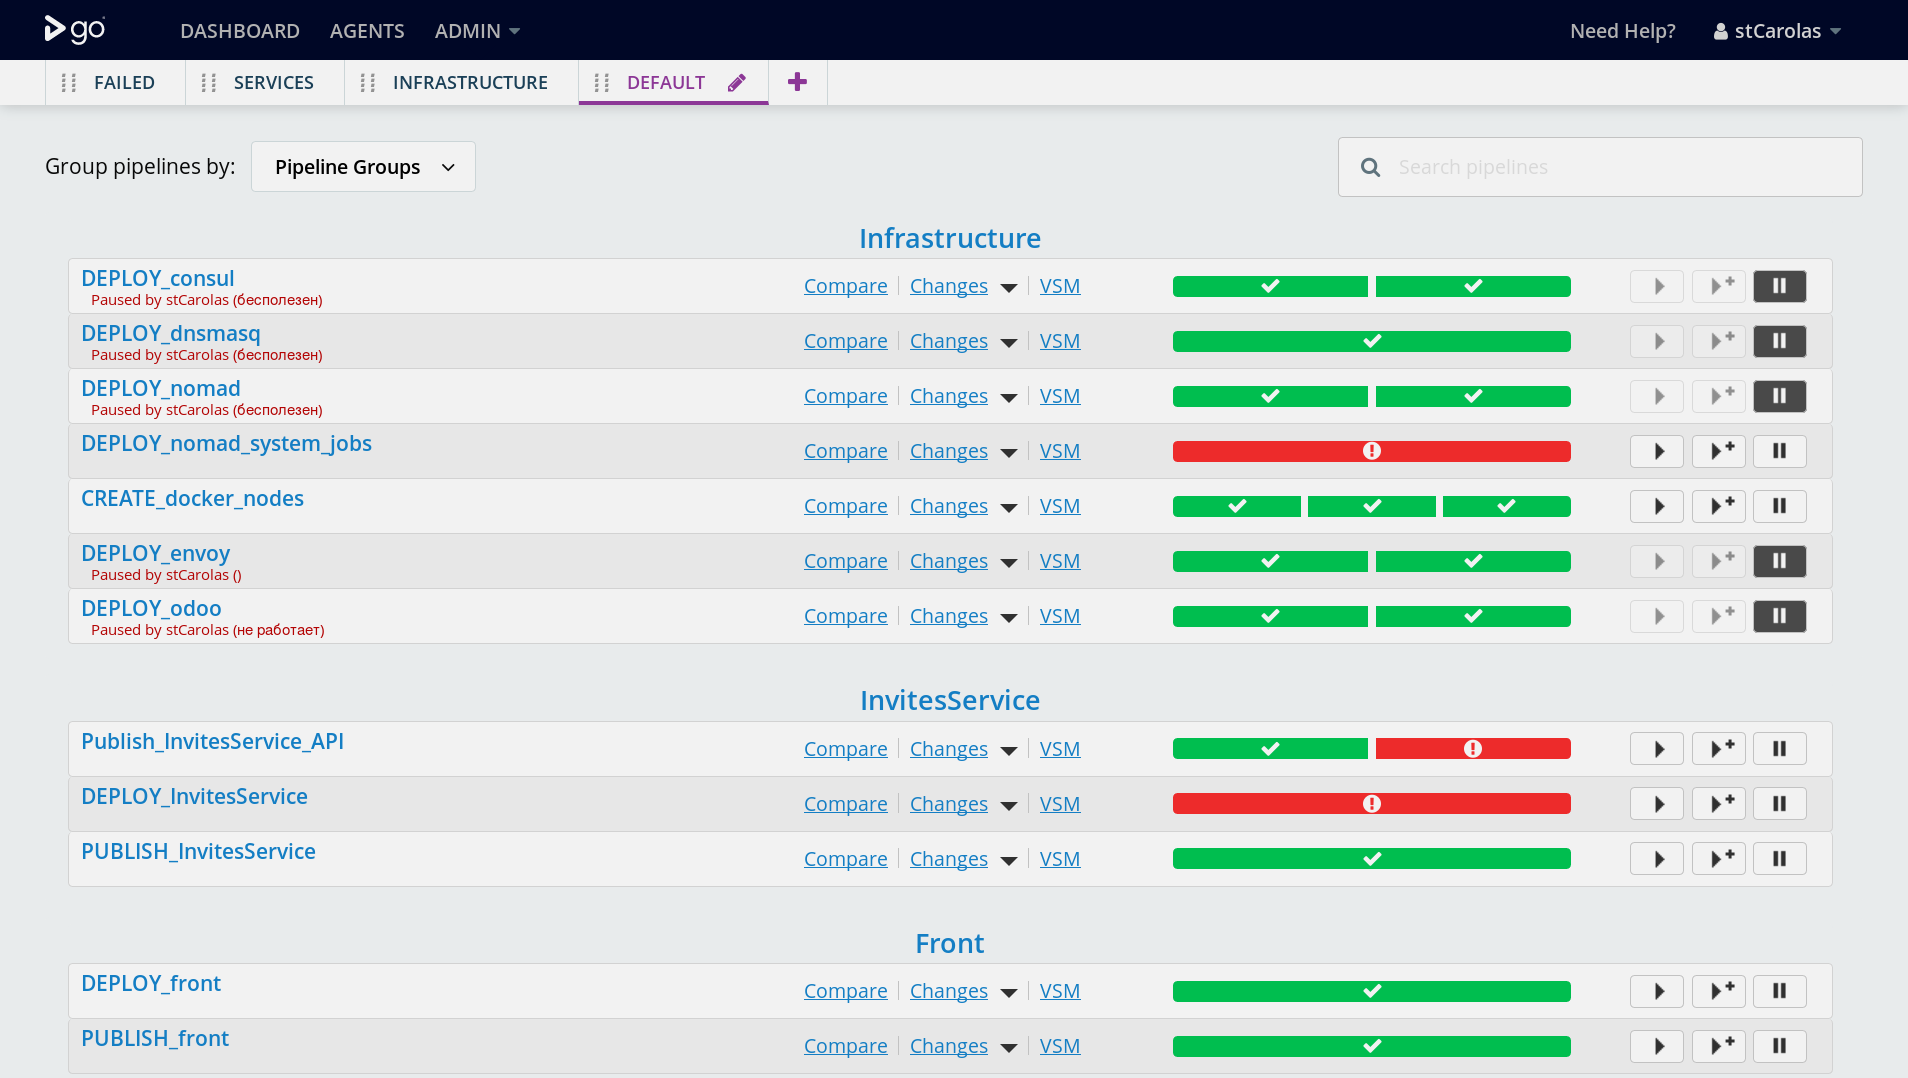 go DASHBOARD AGENTS ADMIN Need Help? stCarolas
FAILED SERVICES INFRASTRUCTURE DEFAULT
Group pipelines by: Pipeline Groups Search pipelines
Infrastructure
DEPLOY_consul Compare Changes VSM
Paused by stCarolas (бесполезен)
DEPLOY_dnsmasq Compare Changes VSM
Paused by stCarolas (бесполезен)
DEPLOY_nomad Compare Changes VSM
Paused by stCarolas (бесполезен)
DEPLOY_nomad_system_jobs Compare Changes VSM
CREATE_docker_nodes Compare Changes VSM
DEPLOY_envoy Compare Changes VSM
Paused by stCarolas ()
DEPLOY_odoo Compare Changes VSM
Paused by stCarolas (не работает)
InvitesService
Publish_InvitesService_API Compare Changes VSM
DEPLOY_InvitesService Compare Changes VSM
PUBLISH_InvitesService Compare Changes VSM
Front
DEPLOY_front Compare Changes VSM
PUBLISH_front Compare Changes VSM